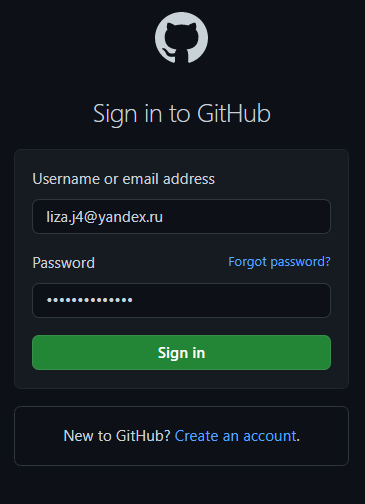 Sign in to GitHub
Username or email address
liza.j4@yandex.ru
Password Forgot password?
••••••••••••••
Sign in
New to GitHub? Create an account.